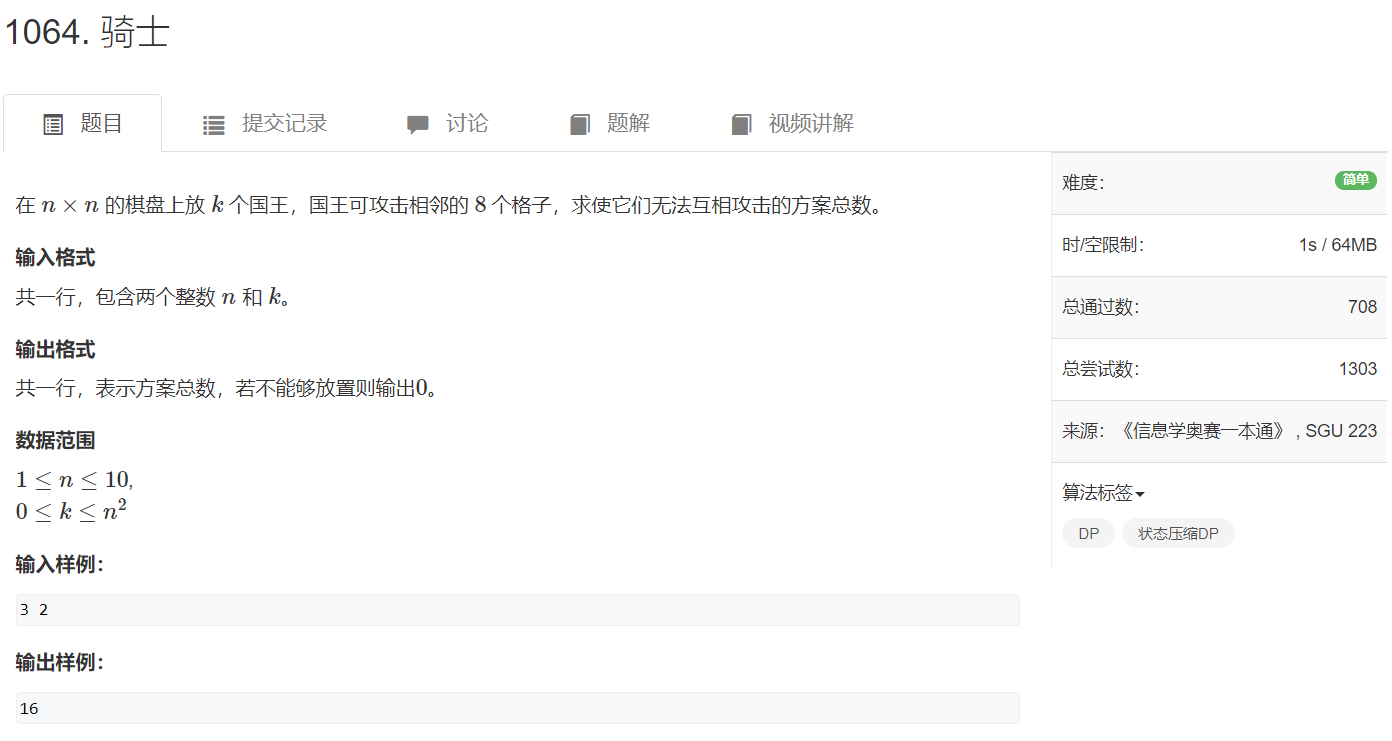 1064. 骑士
题目 提交记录 讨论 题解 视频讲解
在 n × n 的棋盘上放 k 个国王，国王可攻击相邻的 8 个格子，求使它们无法互相攻击的方案总数。
输入格式
共一行，包含两个整数 n 和 k。
输出格式
共一行，表示方案总数，若不能够放置则输出0。
数据范围
1 ≤ n ≤ 10,
0 ≤ k ≤ n²
输入样例：
3 2
输出样例：
16
难度： 简单
时/空限制： 1s / 64MB
总通过数： 708
总尝试数： 1303
来源： 《信息学奥赛一本通》 , SGU 223
算法标签
DP 状态压缩DP